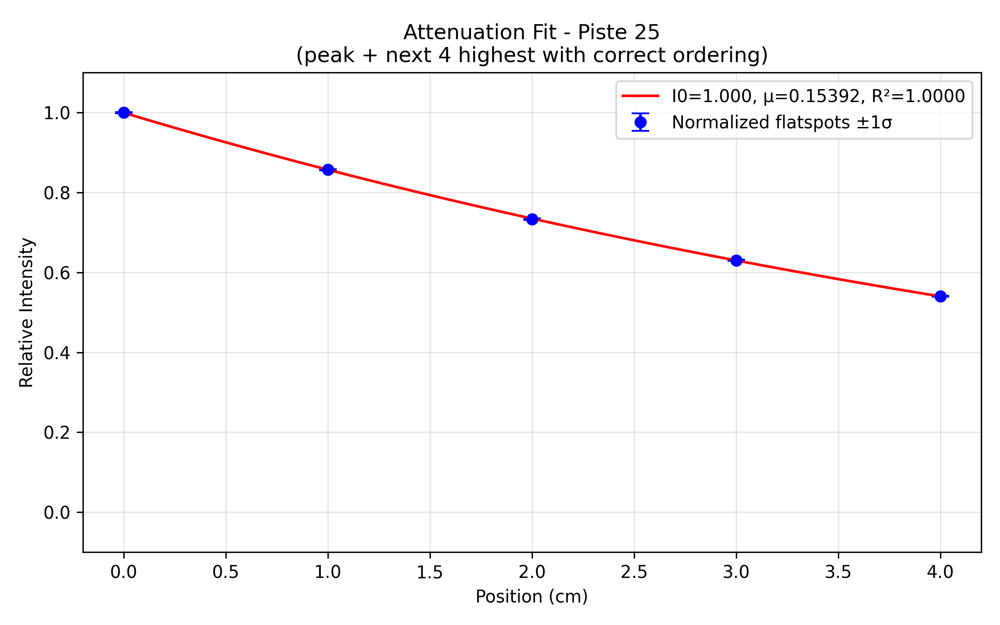 Attenuation Fit - Piste 25
(peak + next 4 highest with correct ordering)
I0=1.000, μ=0.15392, R²=1.0000
Normalized flatspots ±1σ
Relative Intensity
1.0
0.8
0.6
0.4
0.2
0.0
0.0 0.5 1.0 1.5 2.0 2.5 3.0 3.5 4.0
Position (cm)